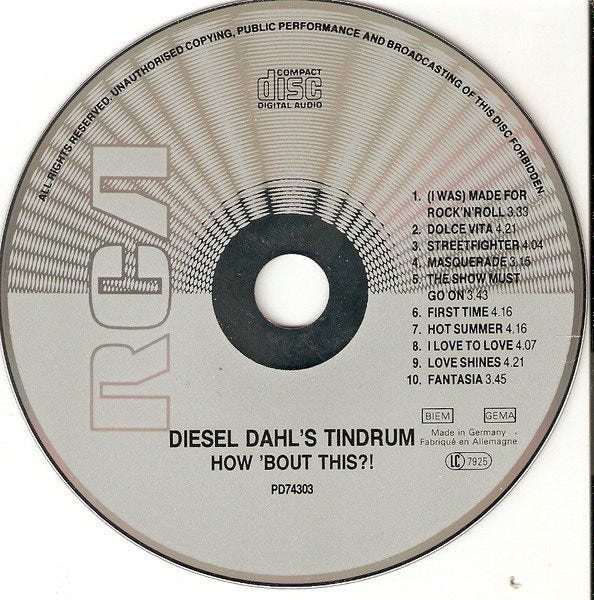 ALL RIGHTS RESERVED. UNAUTHORISED COPYING, PUBLIC PERFORMANCE AND BROADCASTING OF THIS DISC FORBIDDEN.
COMPACT
disc
DIGITAL AUDIO
RCA
1. (I WAS) MADE FOR
ROCK'N'ROLL 3.33
2. DOLCE VITA 4.21
3. STREETFIGHTER 4.04
4. MASQUERADE 3.15
5. THE SHOW MUST
GO ON 3.43
6. FIRST TIME 4.16
7. HOT SUMMER 4.16
8. I LOVE TO LOVE 4.07
9. LOVE SHINES 4.21
10. FANTASIA 3.45
BIEM GEMA
Made in Germany
Fabriqué en Allemagne
LC 7925
DIESEL DAHL'S TINDRUM
HOW 'BOUT THIS?!
PD74303